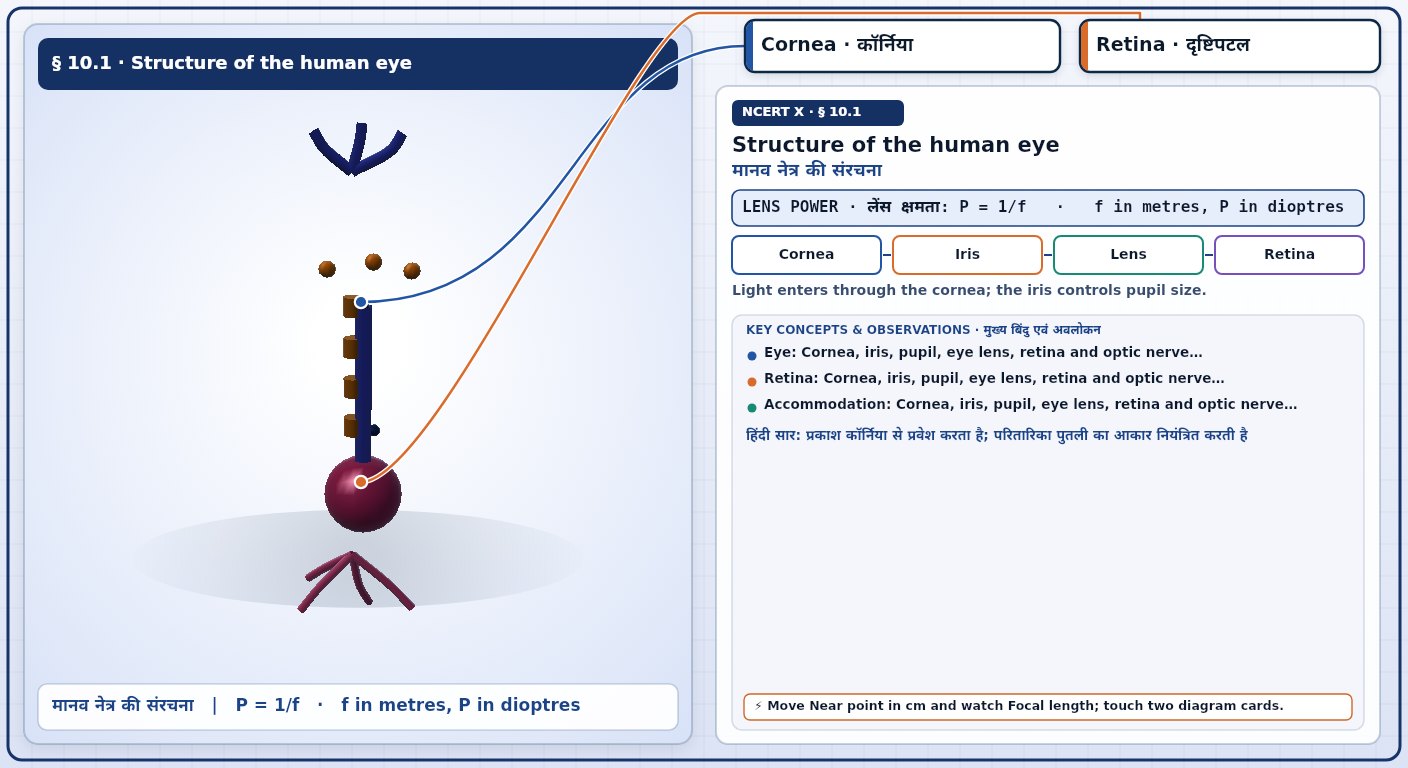 § 10.1 · Structure of the human eye
मानव नेत्र की संरचना | P = 1/f · f in metres, P in dioptres
Cornea · कॉर्निया
Retina · दृष्टिपटल
NCERT X · § 10.1
Structure of the human eye
मानव नेत्र की संरचना
LENS POWER · लेंस क्षमता: P = 1/f · f in metres, P in dioptres
Cornea
Iris
Lens
Retina
Light enters through the cornea; the iris controls pupil size.
KEY CONCEPTS & OBSERVATIONS · मुख्य बिंदु एवं अवलोकन
Eye: Cornea, iris, pupil, eye lens, retina and optic nerve…
Retina: Cornea, iris, pupil, eye lens, retina and optic nerve…
Accommodation: Cornea, iris, pupil, eye lens, retina and optic nerve…
हिंदी सार: प्रकाश कॉर्निया से प्रवेश करता है; परितारिका पुतली का आकार नियंत्रित करती है
⚡ Move Near point in cm and watch Focal length; touch two diagram cards.